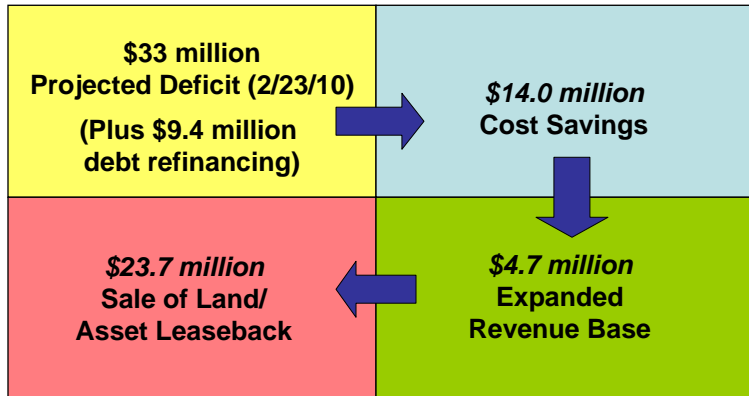 $33 million
Projected Deficit (2/23/10)
(Plus $9.4 million
debt refinancing)
$14.0 million
Cost Savings
$4.7 million
Expanded
Revenue Base
$23.7 million
Sale of Land/
Asset Leaseback